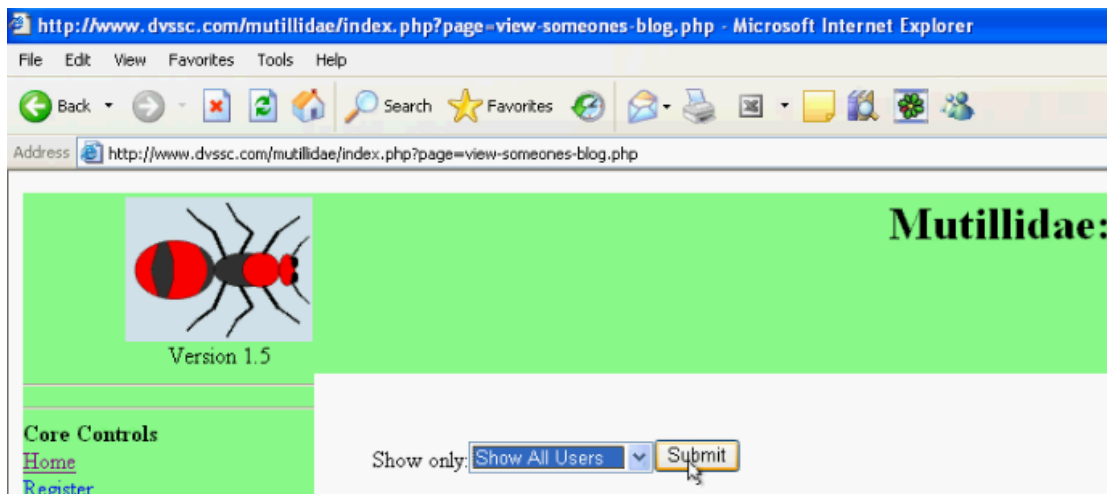 http://www.dvssc.com/mutillidae/index.php?page=view-someones-blog.php - Microsoft Internet Explorer
File Edit View Favorites Tools Help
Back Search Favorites
Address http://www.dvssc.com/mutillidae/index.php?page=view-someones-blog.php
Mutillidae:
Version 1.5
Core Controls
Home
Show only: Show All Users Submit
Register